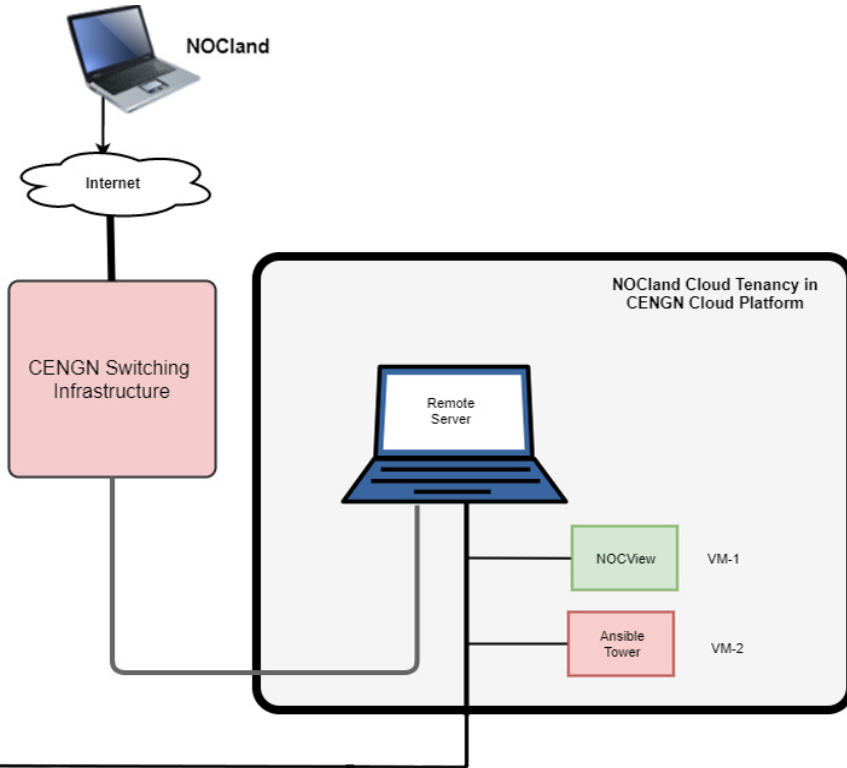 NOCland
Internet
NOCland Cloud Tenancy in
CENGN Cloud Platform
CENGN Switching
Infrastructure
Remote
Server
NOCView
VM-1
Ansible
Tower
VM-2